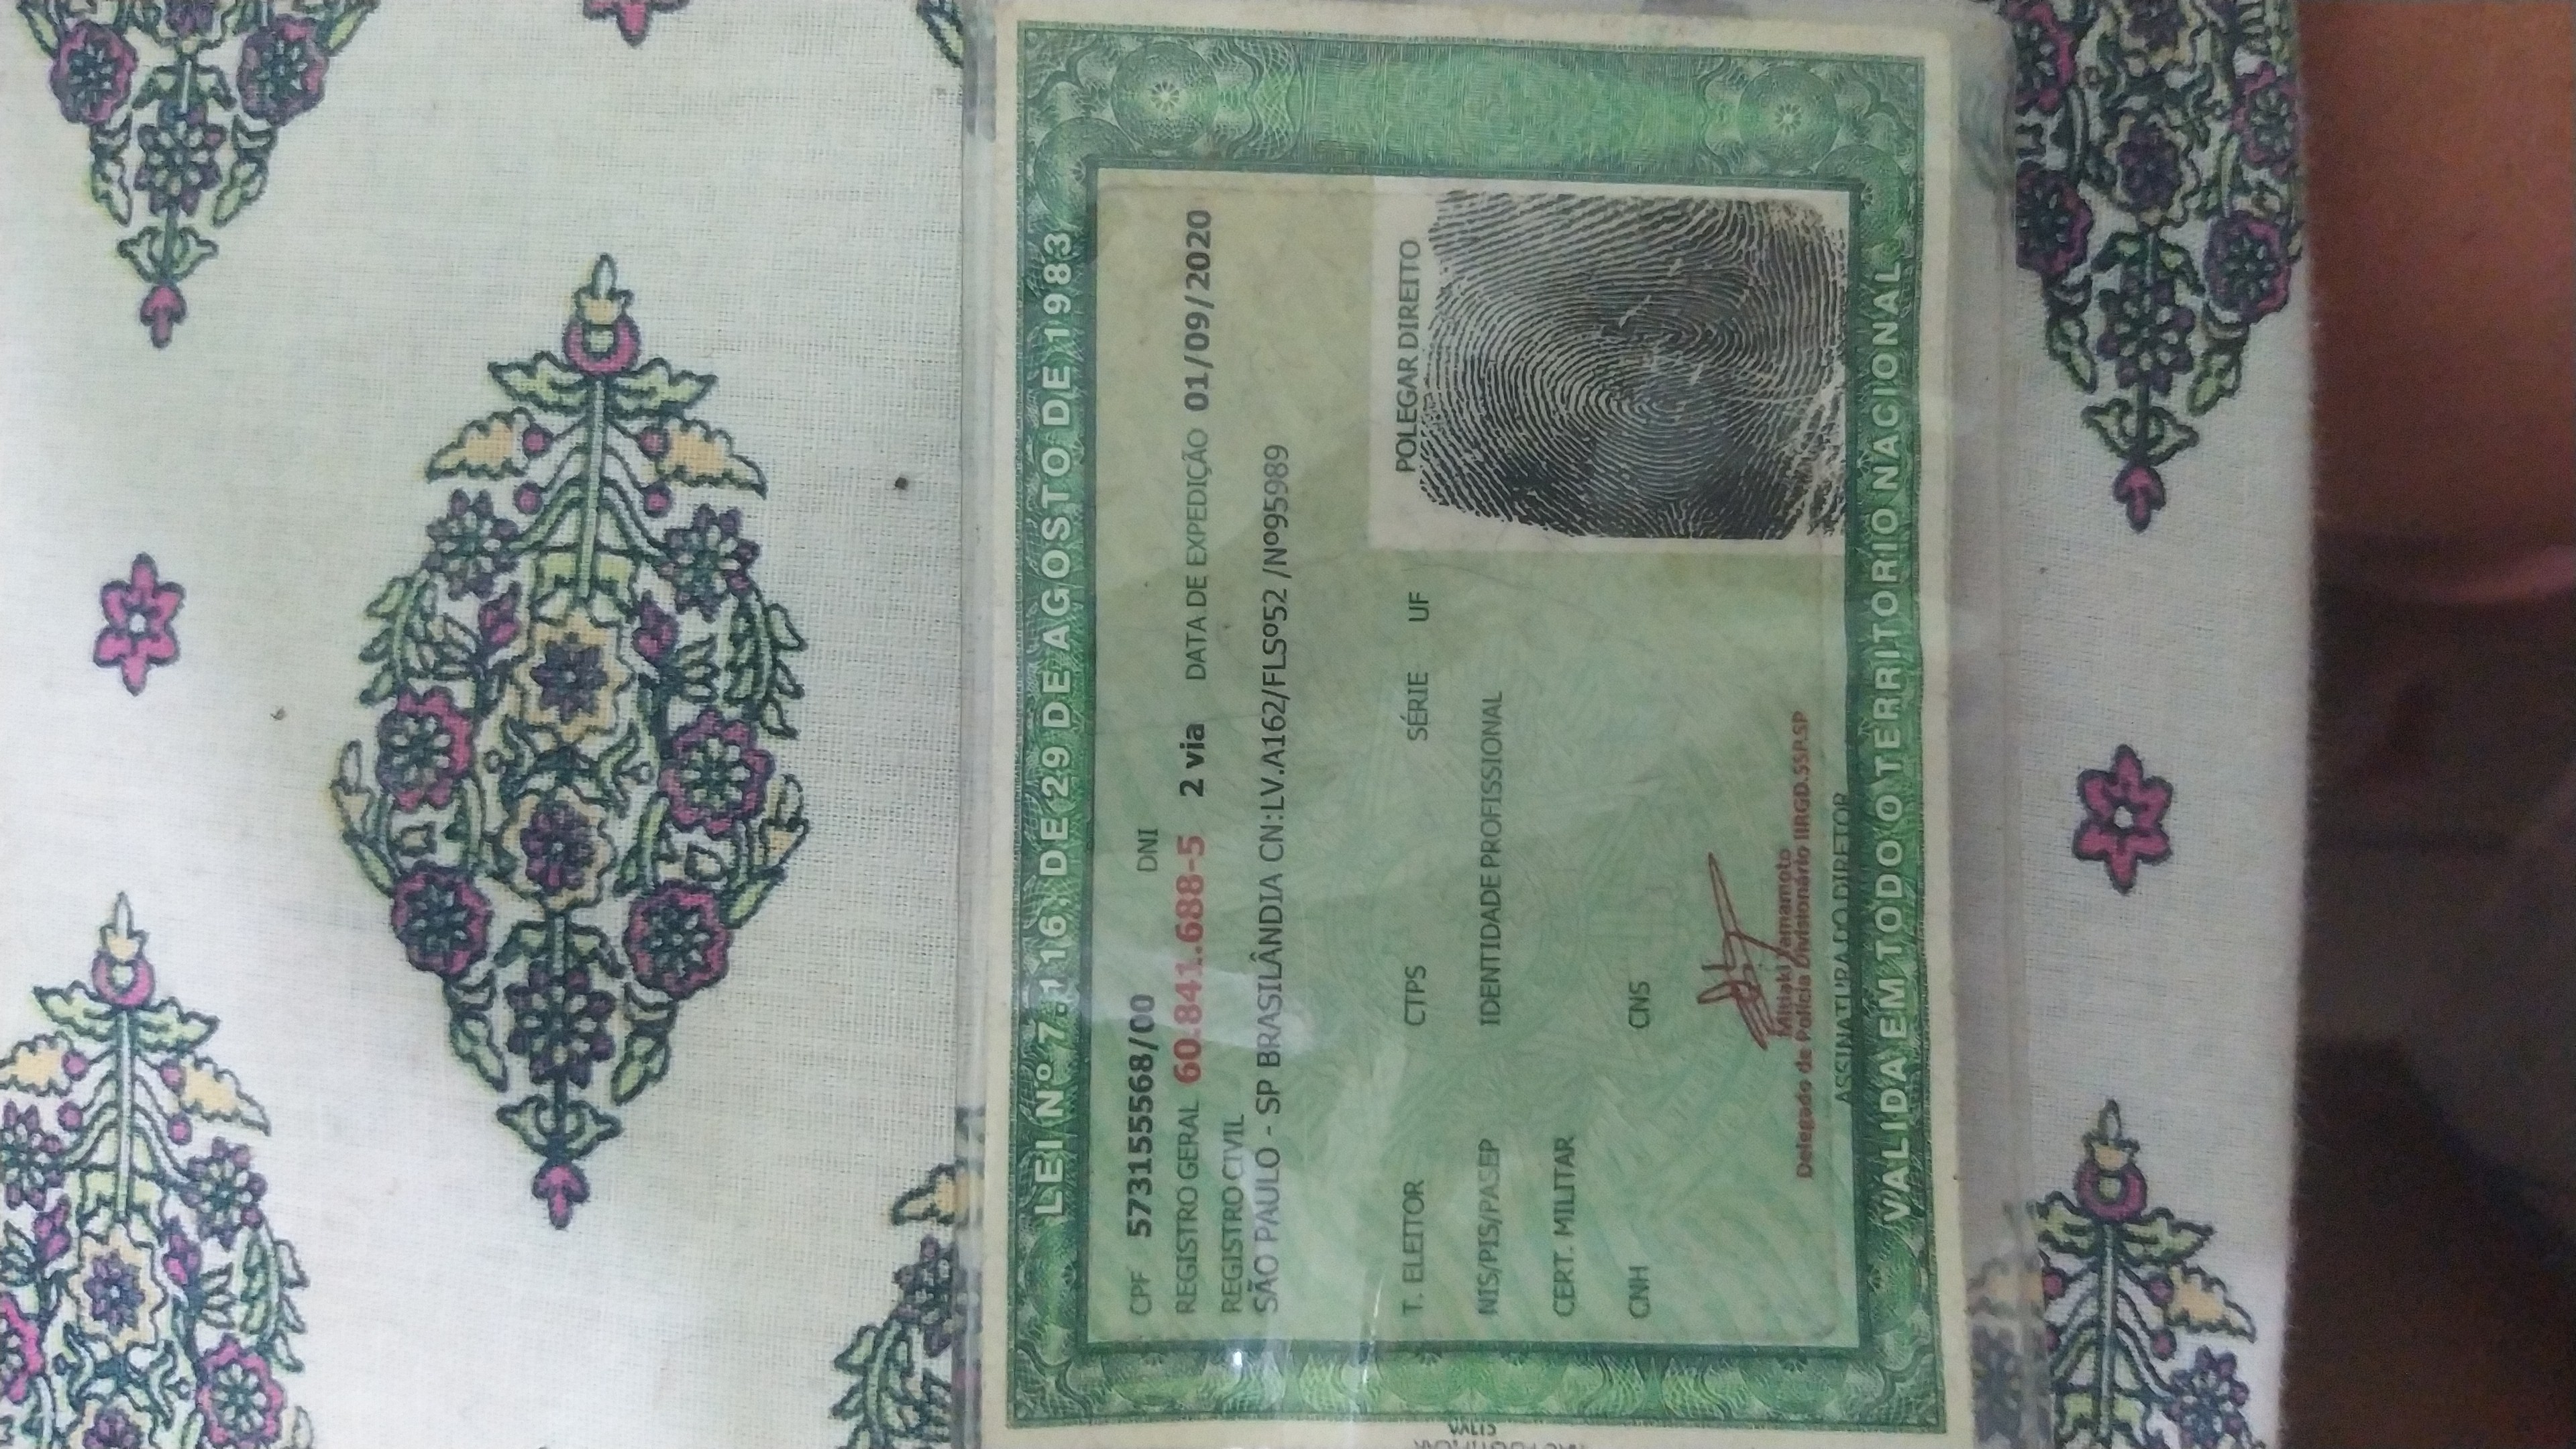 LEI Nº 7.116, DE 29 DE AGOSTO DE 1983
CPF 573155568/00 DNI
REGISTRO GERAL 60.841.688-5 2 via DATA DE EXPEDIÇÃO 01/09/2020
REGISTRO CIVIL
SÃO PAULO - SP BRASILÂNDIA CN:LV.A162/FLSº52 /Nº95989
T. ELEITOR CTPS SÉRIE UF
POLEGAR DIREITO
NIS/PIS/PASEP IDENTIDADE PROFISSIONAL
CERT. MILITAR
CNH CNS
Mitiaki Yamamoto
Delegado de Polícia Divisionário IIRGD.SSP.SP
ASSINATURA DO DIRETOR
VALIDA EM TODO O TERRITÓRIO NACIONAL